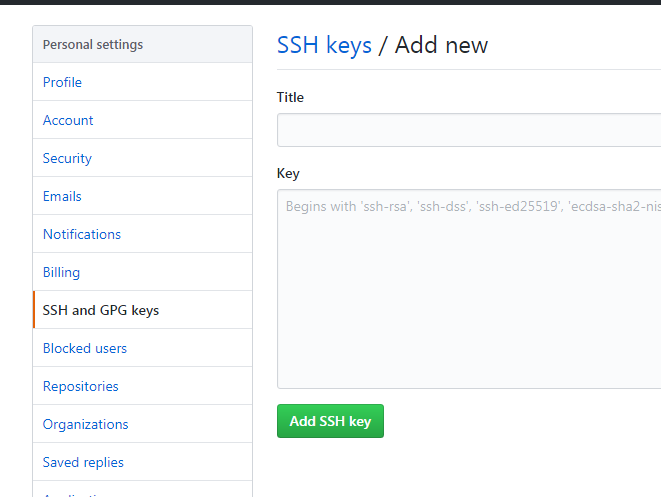 Personal settings
Profile
Account
Security
Emails
Notifications
Billing
SSH and GPG keys
Blocked users
Repositories
Organizations
Saved replies
SSH keys / Add new
Title
Key
Begins with 'ssh-rsa', 'ssh-dss', 'ssh-ed25519', 'ecdsa-sha2-nis
Add SSH key